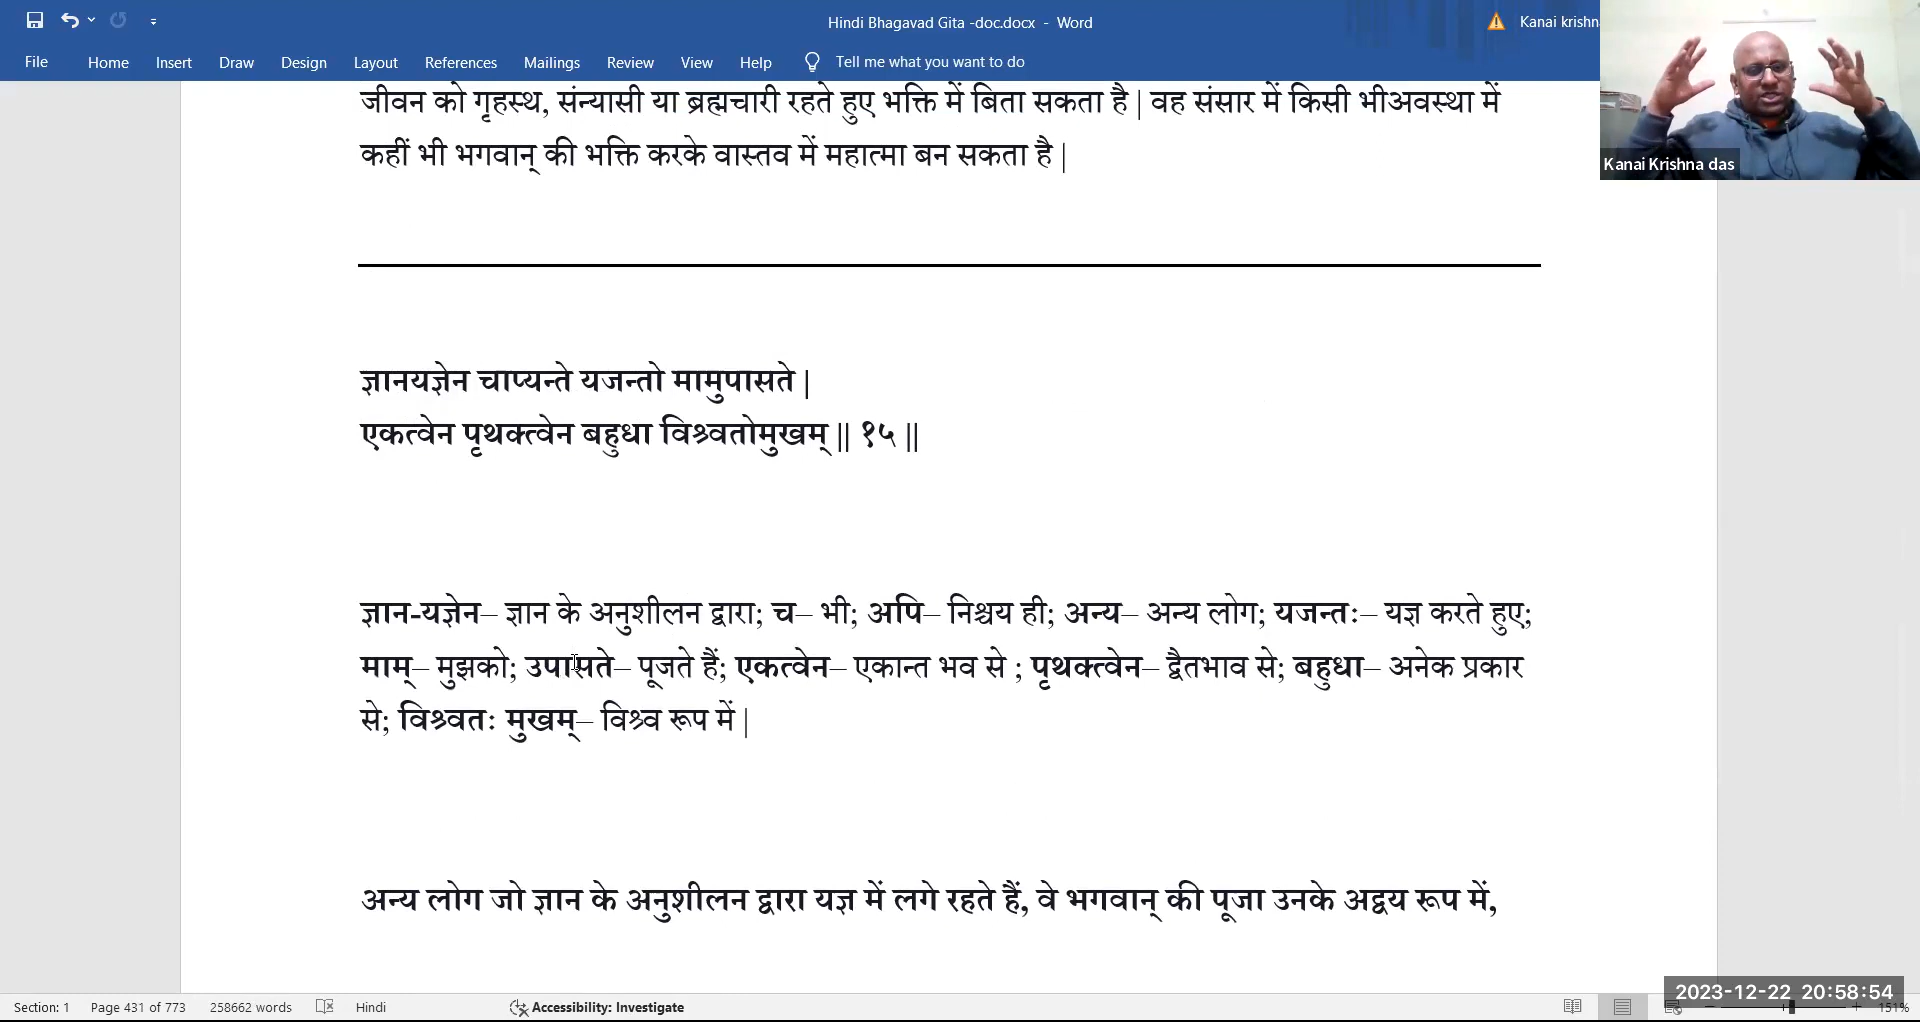 Hindi Bhagavad Gita -doc.docx - Word
Kanai krishn
File Home Insert Draw Design Layout References Mailings Review View Help Tell me what you want to do
जीवन को गृहस्थ, संन्यासी या ब्रह्मचारी रहते हुए भक्ति में बिता सकता है | वह संसार में किसी भीअवस्था में
कहीं भी भगवान् की भक्ति करके वास्तव में महात्मा बन सकता है |
Kanai Krishna das
ज्ञानयज्ञेन चाप्यन्ते यजन्तो मामुपासते |
एकत्वेन पृथक्त्वेन बहुधा विश्र्वतोमुखम् || १५ ||
ज्ञान-यज्ञेन– ज्ञान के अनुशीलन द्वारा; च– भी; अपि– निश्चय ही; अन्य– अन्य लोग; यजन्तः– यज्ञ करते हुए;
माम्– मुझको; उपासते– पूजते हैं; एकत्वेन– एकान्त भव से ; पृथक्त्वेन– द्वैतभाव से; बहुधा– अनेक प्रकार
से; विश्र्वतः मुखम्– विश्र्व रूप में |
अन्य लोग जो ज्ञान के अनुशीलन द्वारा यज्ञ में लगे रहते हैं, वे भगवान् की पूजा उनके अद्वय रूप में,
2023-12-22 20:58:54
Section: 1 Page 431 of 773 258662 words Hindi Accessibility: Investigate 151%